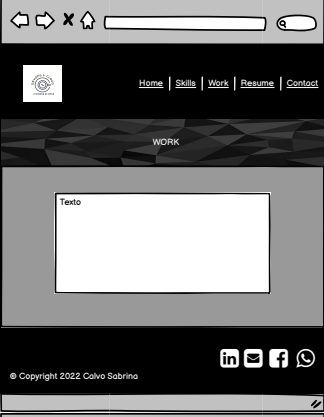 Home | Skills | Work | Resume | Contact
WORK
Texto
© Copyright 2022 Calvo Sabrina